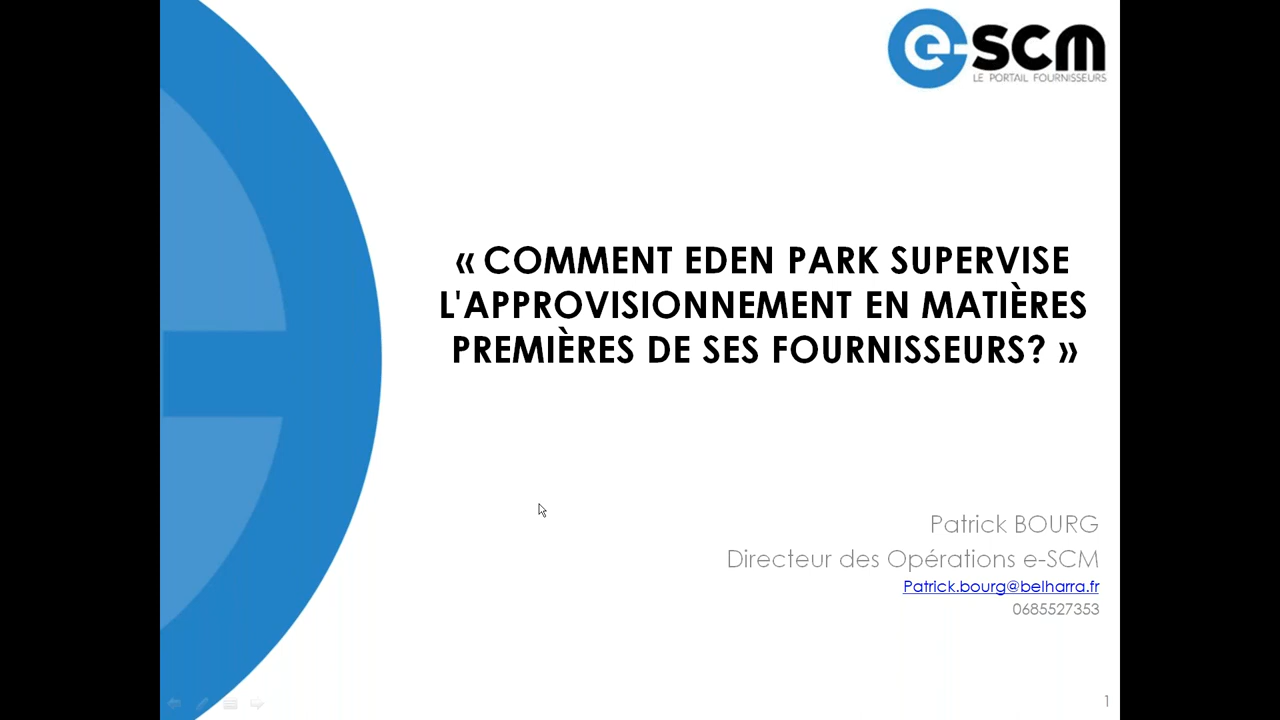 e-scm
LE PORTAIL FOURNISSEURS
« COMMENT EDEN PARK SUPERVISE
L'APPROVISIONNEMENT EN MATIÈRES
PREMIÈRES DE SES FOURNISSEURS? »
Patrick BOURG
Directeur des Opérations e-SCM
Patrick.bourg@belharra.fr
0685527353
1